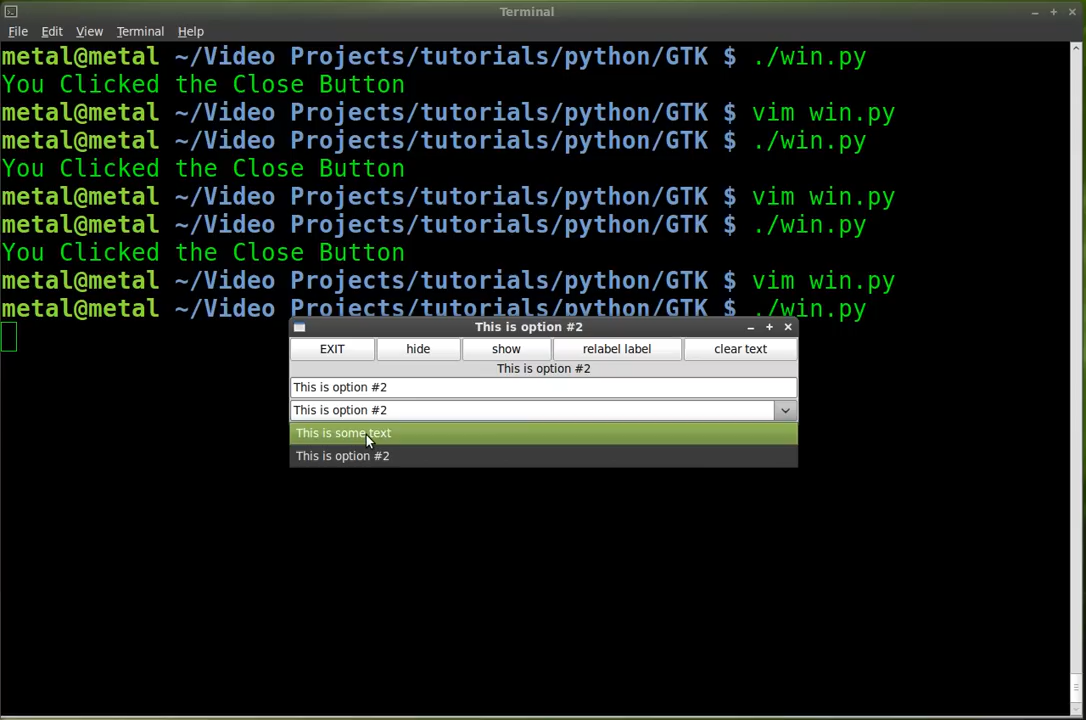 Terminal
File Edit View Terminal Help
metal@metal ~/Video Projects/tutorials/python/GTK $ ./win.py
You Clicked the Close Button
metal@metal ~/Video Projects/tutorials/python/GTK $ vim win.py
metal@metal ~/Video Projects/tutorials/python/GTK $ ./win.py
You Clicked the Close Button
metal@metal ~/Video Projects/tutorials/python/GTK $ vim win.py
metal@metal ~/Video Projects/tutorials/python/GTK $ ./win.py
You Clicked the Close Button
metal@metal ~/Video Projects/tutorials/python/GTK $ vim win.py
metal@metal ~/Video Projects/tutorials/python/GTK $ ./win.py
This is option #2
EXIT hide show relabel label clear text
This is option #2
This is option #2
This is option #2
This is some text
This is option #2